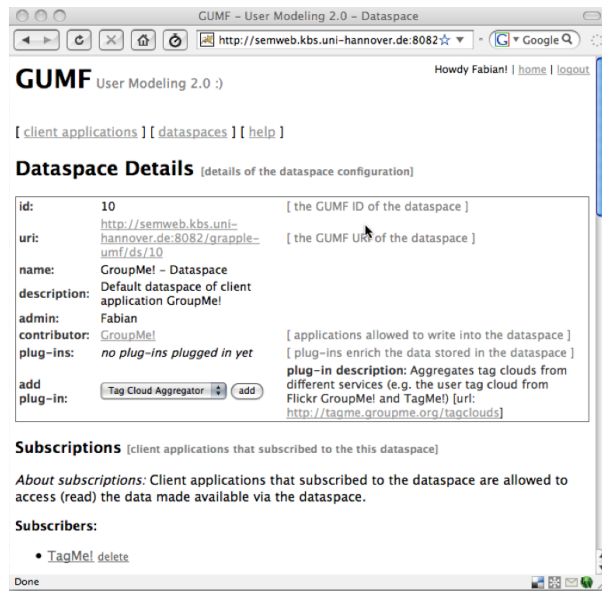 GUMF – User Modeling 2.0 – Dataspace
http://semweb.kbs.uni-hannover.de:8082
Google
GUMF User Modeling 2.0 :)
Howdy Fabian! | home | logout
[ client applications ] [ dataspaces ] [ help ]
Dataspace Details [details of the dataspace configuration]
id: 10 [ the GUMF ID of the dataspace ]
uri: http://semweb.kbs.uni-
hannover.de:8082/grapple-
umf/ds/10
[ the GUMF URI of the dataspace ]
name: GroupMe! – Dataspace
description: Default dataspace of client
application GroupMe!
admin: Fabian
contributor: GroupMe! [ applications allowed to write into the dataspace ]
plug-ins: no plug-ins plugged in yet [ plug-ins enrich the data stored in the dataspace ]
add
plug-in:
Tag Cloud Aggregator add
plug-in description: Aggregates tag clouds from
different services (e.g. the user tag cloud from
Flickr GroupMe! and TagMe!) [url:
http://tagme.groupme.org/tagclouds]
Subscriptions [client applications that subscribed to the this dataspace]
About subscriptions: Client applications that subscribed to the dataspace are allowed to
access (read) the data made available via the dataspace.
Subscribers:
• TagMe! delete
Done